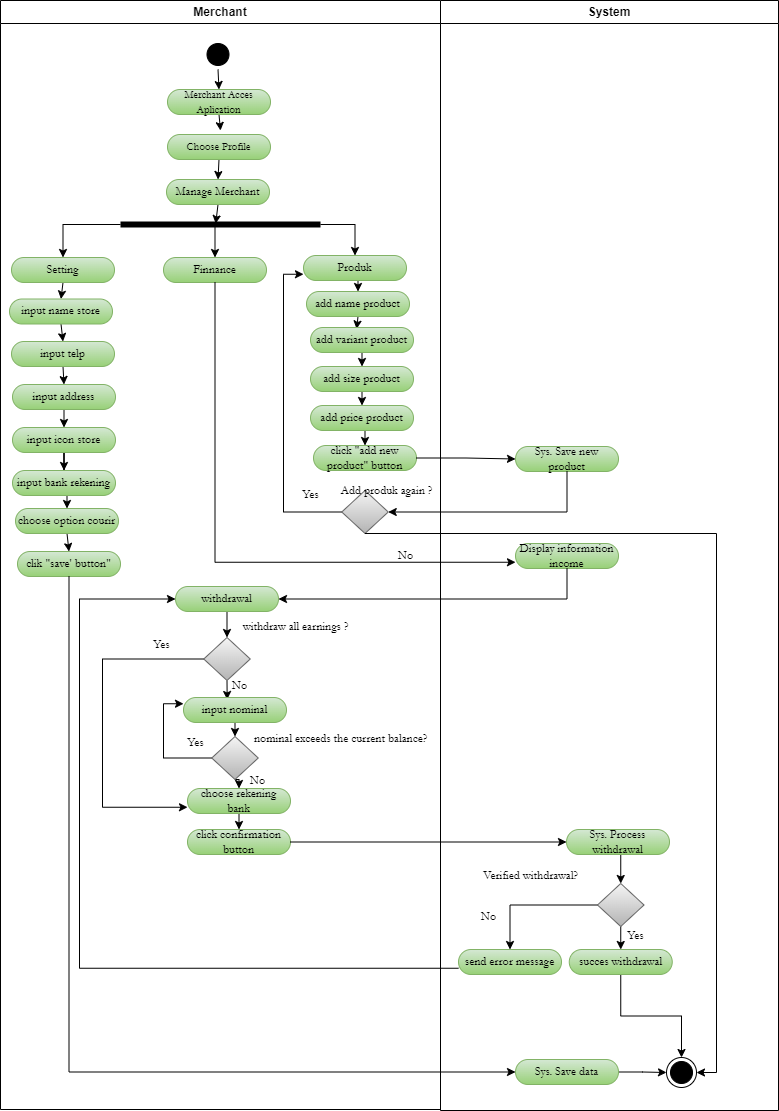 Merchant
System
Merchant Acces
Aplication
Choose Profile
Manage Merchant
Setting
Finnance
Produk
input name store
add name product
input telp
add variant product
input address
add size product
input icon store
add price product
input bank rekening
click "add new
product" button
Sys. Save new
product
choose option courir
Yes
Add produk again ?
clik "save' button"
No
Display information
income
withdrawal
withdraw all earnings ?
Yes
No
input nominal
Yes
nominal exceeds the current balance?
No
choose rekening
bank
click confirmation
button
Sys. Process
withdrawal
Verified withdrawal?
No
Yes
send error message
succes withdrawal
Sys. Save data